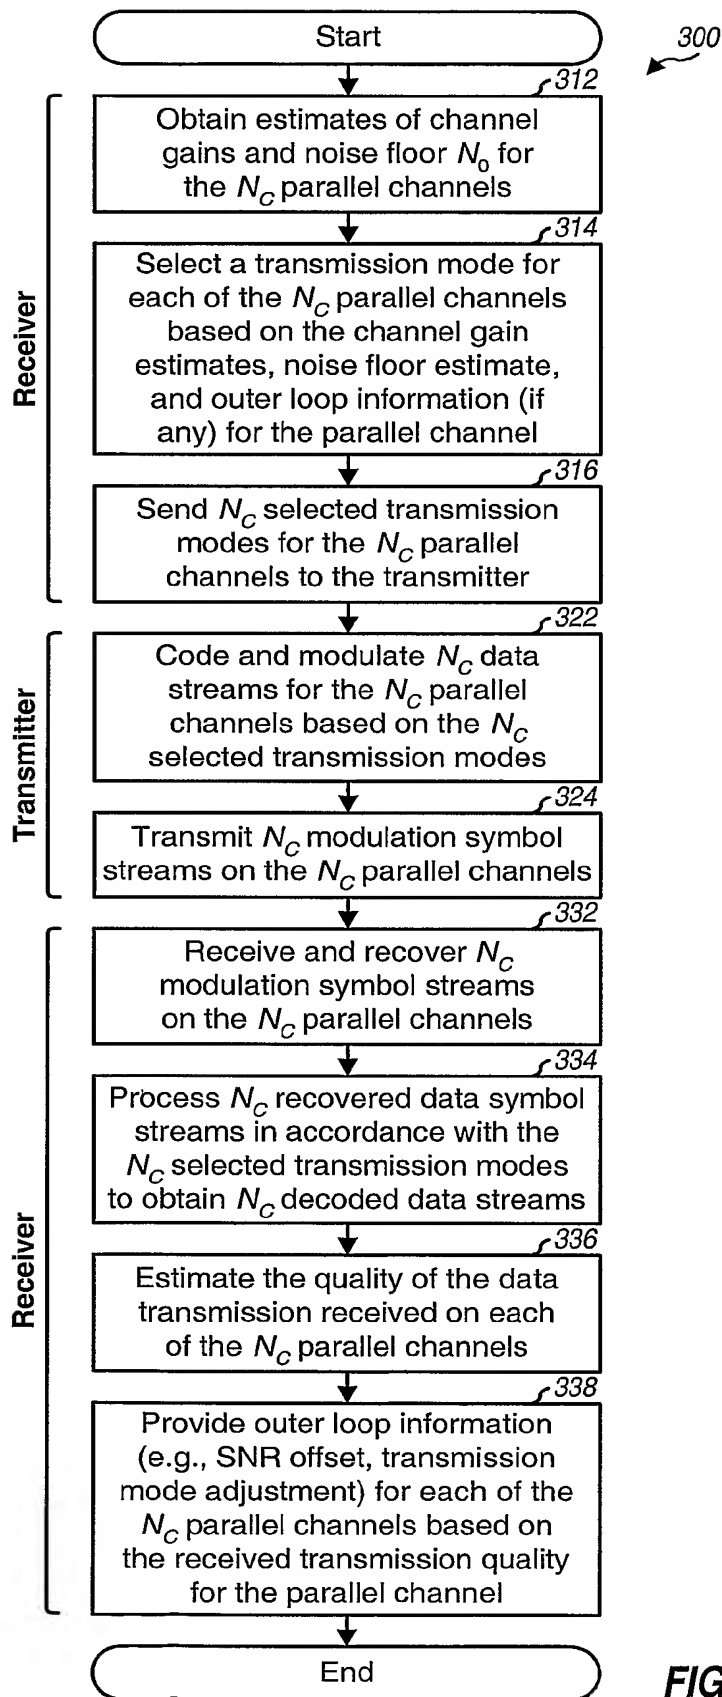 Start
300
312
Obtain estimates of channel
gains and noise floor N0 for
the NC parallel channels
314
Select a transmission mode for
each of the NC parallel channels
based on the channel gain
estimates, noise floor estimate,
and outer loop information (if
any) for the parallel channel
316
Send NC selected transmission
modes for the NC parallel
channels to the transmitter
Receiver
322
Code and modulate NC data
streams for the NC parallel
channels based on the NC
selected transmission modes
324
Transmit NC modulation symbol
streams on the NC parallel channels
Transmitter
332
Receive and recover NC
modulation symbol streams
on the NC parallel channels
334
Process NC recovered data symbol
streams in accordance with the
NC selected transmission modes
to obtain NC decoded data streams
336
Estimate the quality of the data
transmission received on each
of the NC parallel channels
338
Provide outer loop information
(e.g., SNR offset, transmission
mode adjustment) for each of the
NC parallel channels based on
the received transmission quality
for the parallel channel
Receiver
End
FIG